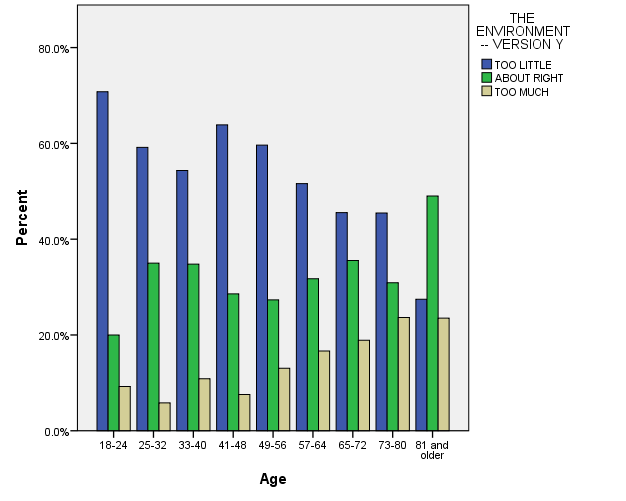 THE
ENVIRONMENT
-- VERSION Y
TOO LITTLE
ABOUT RIGHT
TOO MUCH
80.0%
60.0%
40.0%
20.0%
0.0%
Percent
18-24 25-32 33-40 41-48 49-56 57-64 65-72 73-80 81 and
older
Age